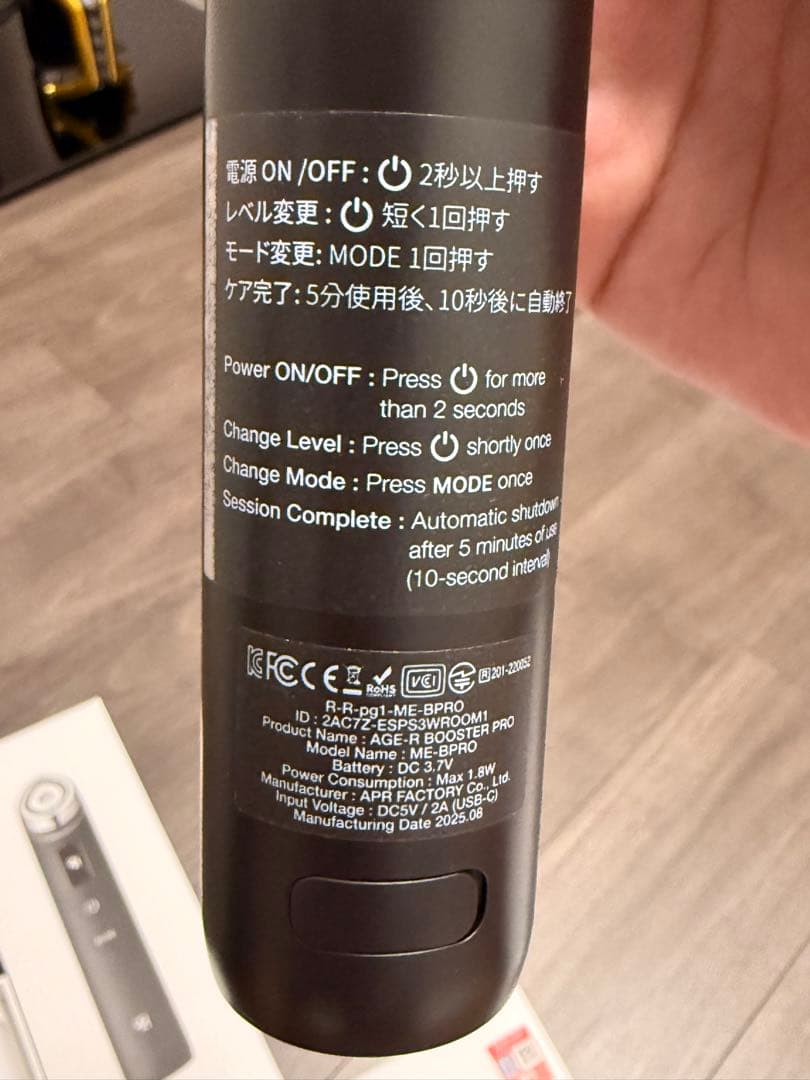 電源 ON /OFF : 2秒以上押す
レベル変更 : 短く1回押す
モード変更: MODE 1回押す
ケア完了: 5分使用後、10秒後に自動終了
Power ON/OFF : Press for more
than 2 seconds
Change Level : Press shortly once
Change Mode : Press MODE once
Session Complete : Automatic shutdown
after 5 minutes of use
(10-second interval)
FC CE RoHS VCCI R 201-220052
R-R-pg1-ME-BPRO
ID : 2AC7Z-ESPS3WROOM1
Product Name : AGE-R BOOSTER PRO
Model Name : ME-BPRO
Battery : DC 3.7V
Power Consumption : Max 1.8W
Manufacturer : APR FACTORY Co., Ltd.
Input Voltage : DC5V / 2A (USB-C)
Manufacturing Date 2025.08